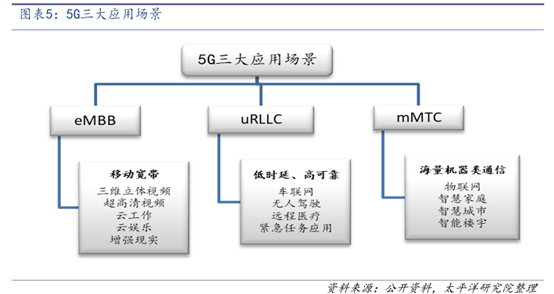 图表5：5G三大应用场景
5G三大应用场景
eMBB
uRLLC
mMTC
移动宽带
三维立体视频
超高清视频
云工作
云娱乐
增强现实
低时延、高可靠
车联网
无人驾驶
远程医疗
紧急任务应用
海量机器类通信
物联网
智慧家庭
智慧城市
智能楼宇
资料来源：公开资料，太平洋研究院整理